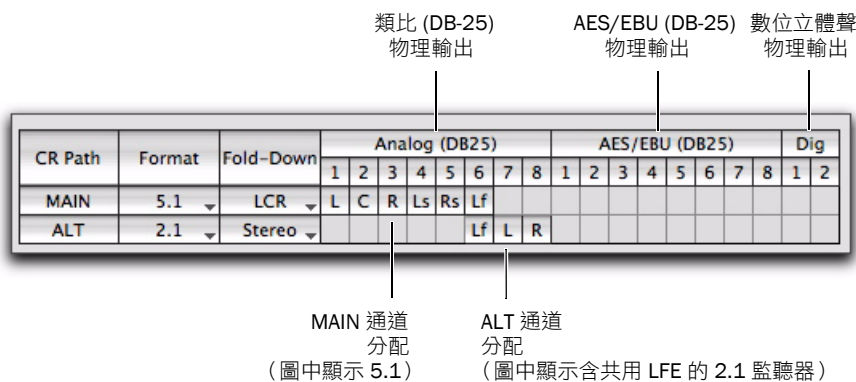 類比 (DB-25)
物理輸出
AES/EBU (DB-25)
物理輸出
數位立體聲
物理輸出
CR Path Format Fold-Down Analog (DB25) AES/EBU (DB25) Dig
1 2 3 4 5 6 7 8 1 2 3 4 5 6 7 8 1 2
MAIN 5.1 LCR L C R Ls Rs Lf
ALT 2.1 Stereo Lf L R
MAIN 通道
分配
（圖中顯示 5.1）
ALT 通道
分配
（圖中顯示含共用 LFE 的 2.1 監聽器）